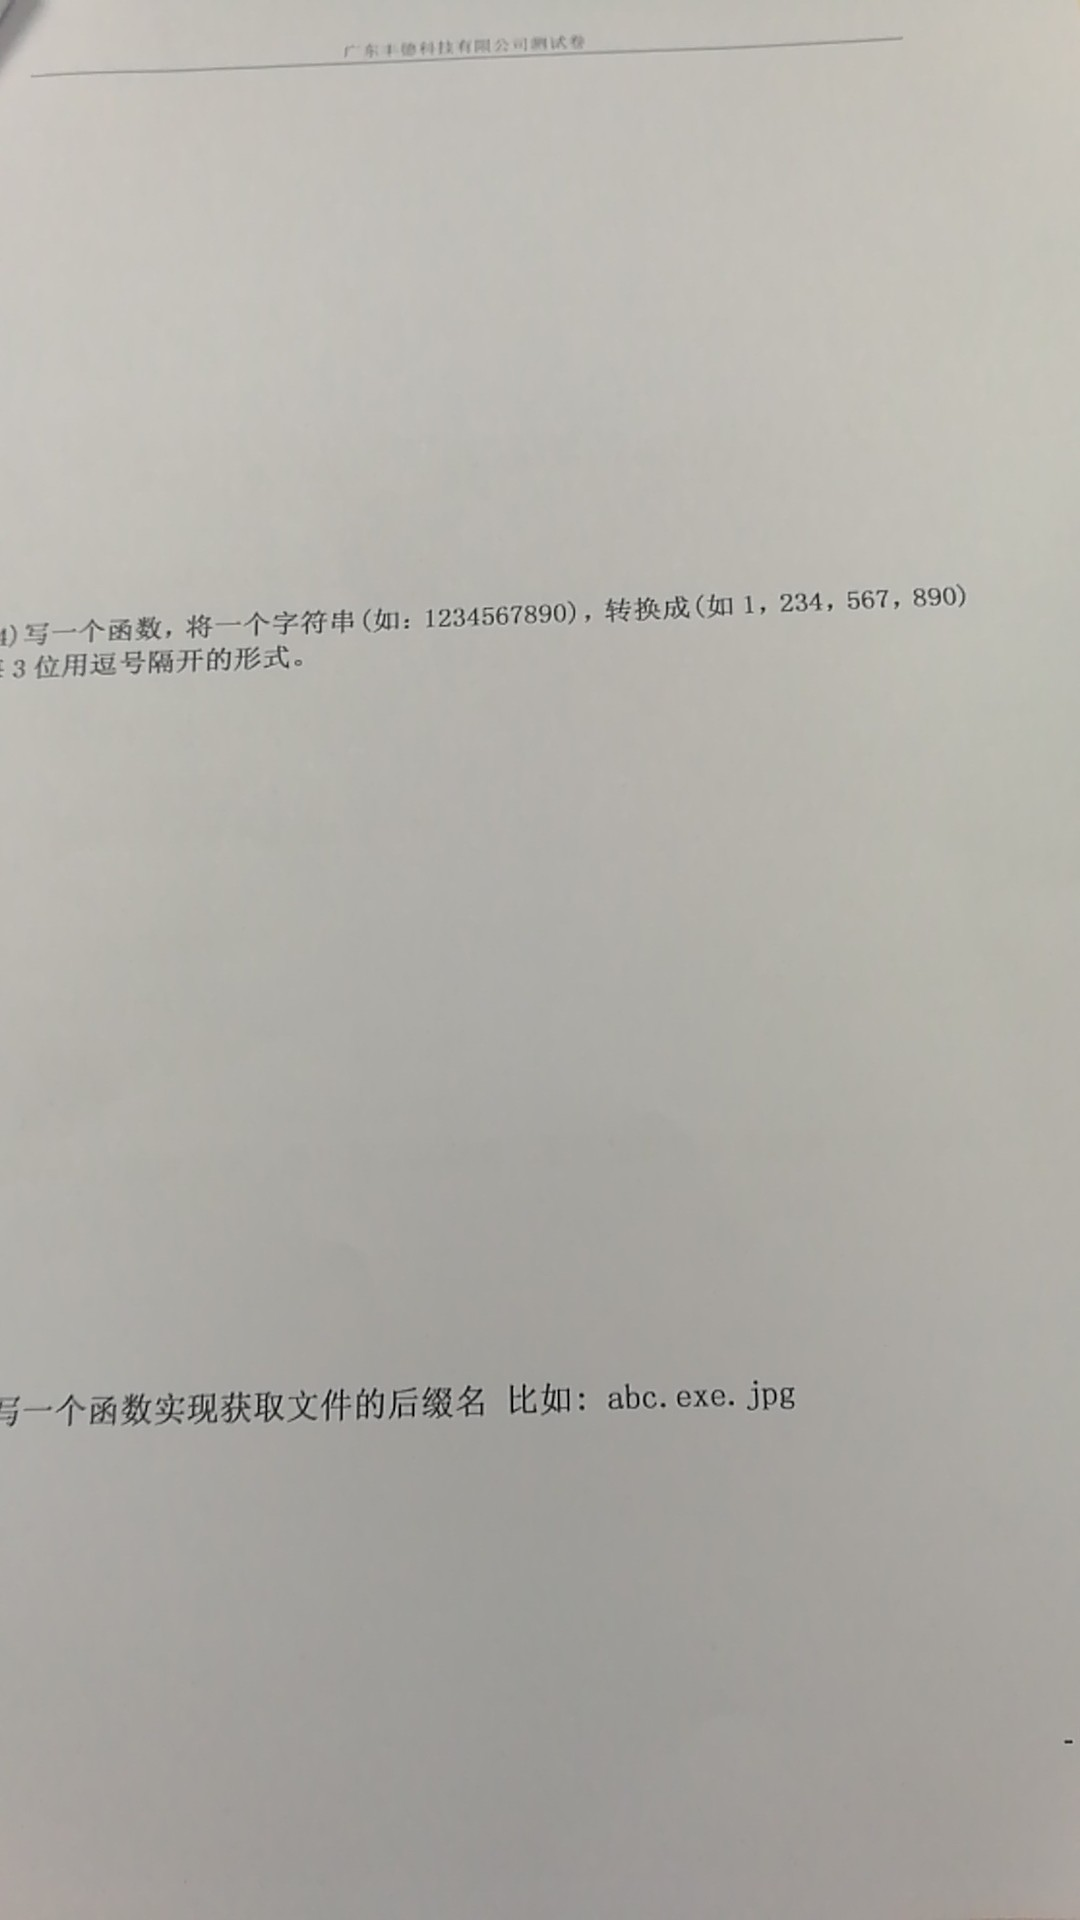 广东丰德科技有限公司测试卷
4)写一个函数，将一个字符串(如：1234567890)，转换成(如 1，234，567，890)
3 位用逗号隔开的形式。
写一个函数实现获取文件的后缀名 比如: abc.exe.jpg
-